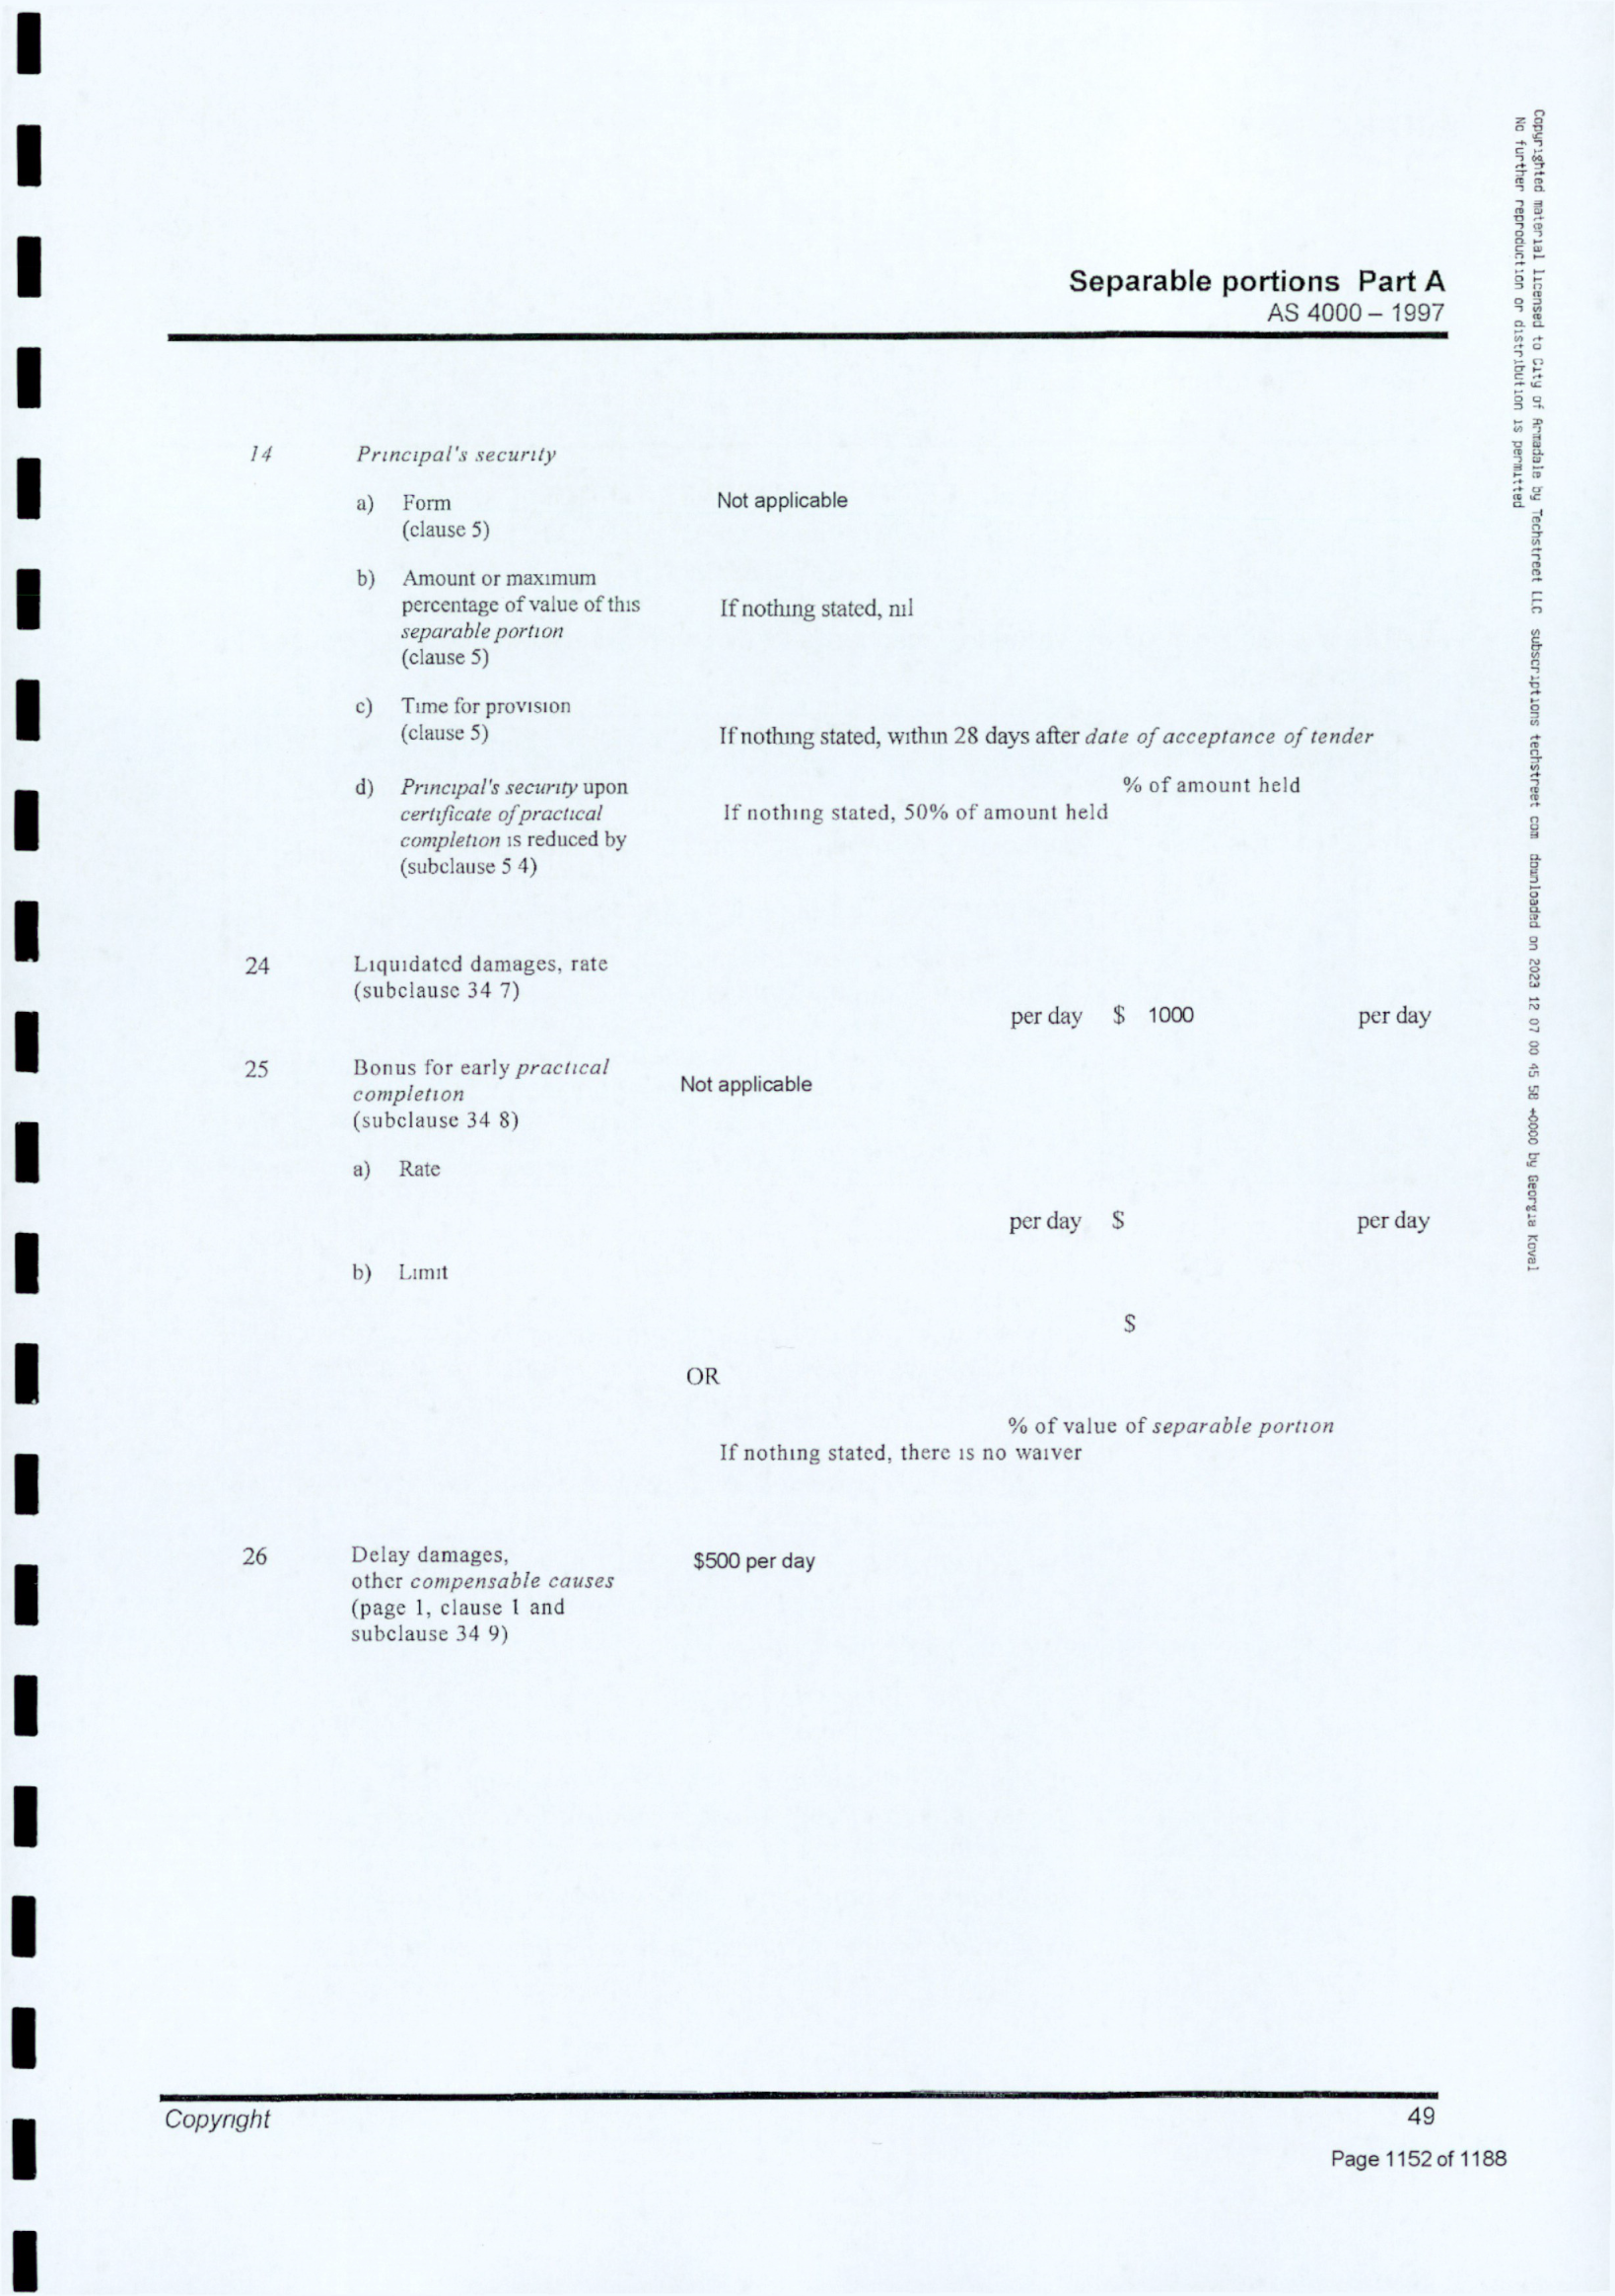 Separable portions Part A
AS 4000 – 1997
14 Principal's security
a) Form Not applicable
(clause 5)
b) Amount or maximum
percentage of value of this If nothing stated, nil
separable portion
(clause 5)
c) Time for provision
(clause 5) If nothing stated, within 28 days after date of acceptance of tender
d) Principal's security upon % of amount held
certificate of practical If nothing stated, 50% of amount held
completion is reduced by
(subclause 5 4)
24 Liquidated damages, rate
(subclause 34 7)
per day $ 1000 per day
25 Bonus for early practical
completion Not applicable
(subclause 34 8)
a) Rate
per day $ per day
b) Limit
$
OR
% of value of separable portion
If nothing stated, there is no waiver
26 Delay damages, $500 per day
other compensable causes
(page 1, clause 1 and
subclause 34 9)
Copyright 49
Page 1152 of 1188
Copyrighted material licensed to City of Armadale by Techstreet LLC subscriptions techstreet com downloaded on 2023 12 07 00 45 58 +0000 by Georgia Koval
No further reproduction or distribution is permitted